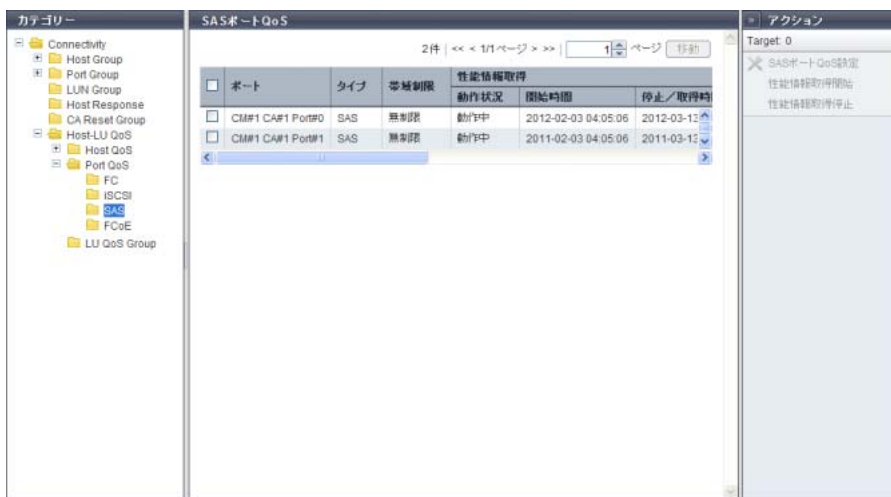 カテゴリー
Connectivity
Host Group
Port Group
LUN Group
Host Response
CA Reset Group
Host-LU QoS
Host QoS
Port QoS
FC
iSCSI
SAS
FCoE
LU QoS Group
SASポートQoS
2件 | << < 1/1ページ > >> | 1 ページ 移動
ポート タイプ 帯域制限 性能情報取得
動作状況 開始時間 停止／取得時
CM#1 CA#1 Port#0 SAS 無制限 動作中 2012-02-03 04:05:06 2012-03-13
CM#1 CA#1 Port#1 SAS 無制限 動作中 2011-02-03 04:05:06 2011-03-13
» アクション
Target: 0
SASポートQoS設定
性能情報取得開始
性能情報取得停止